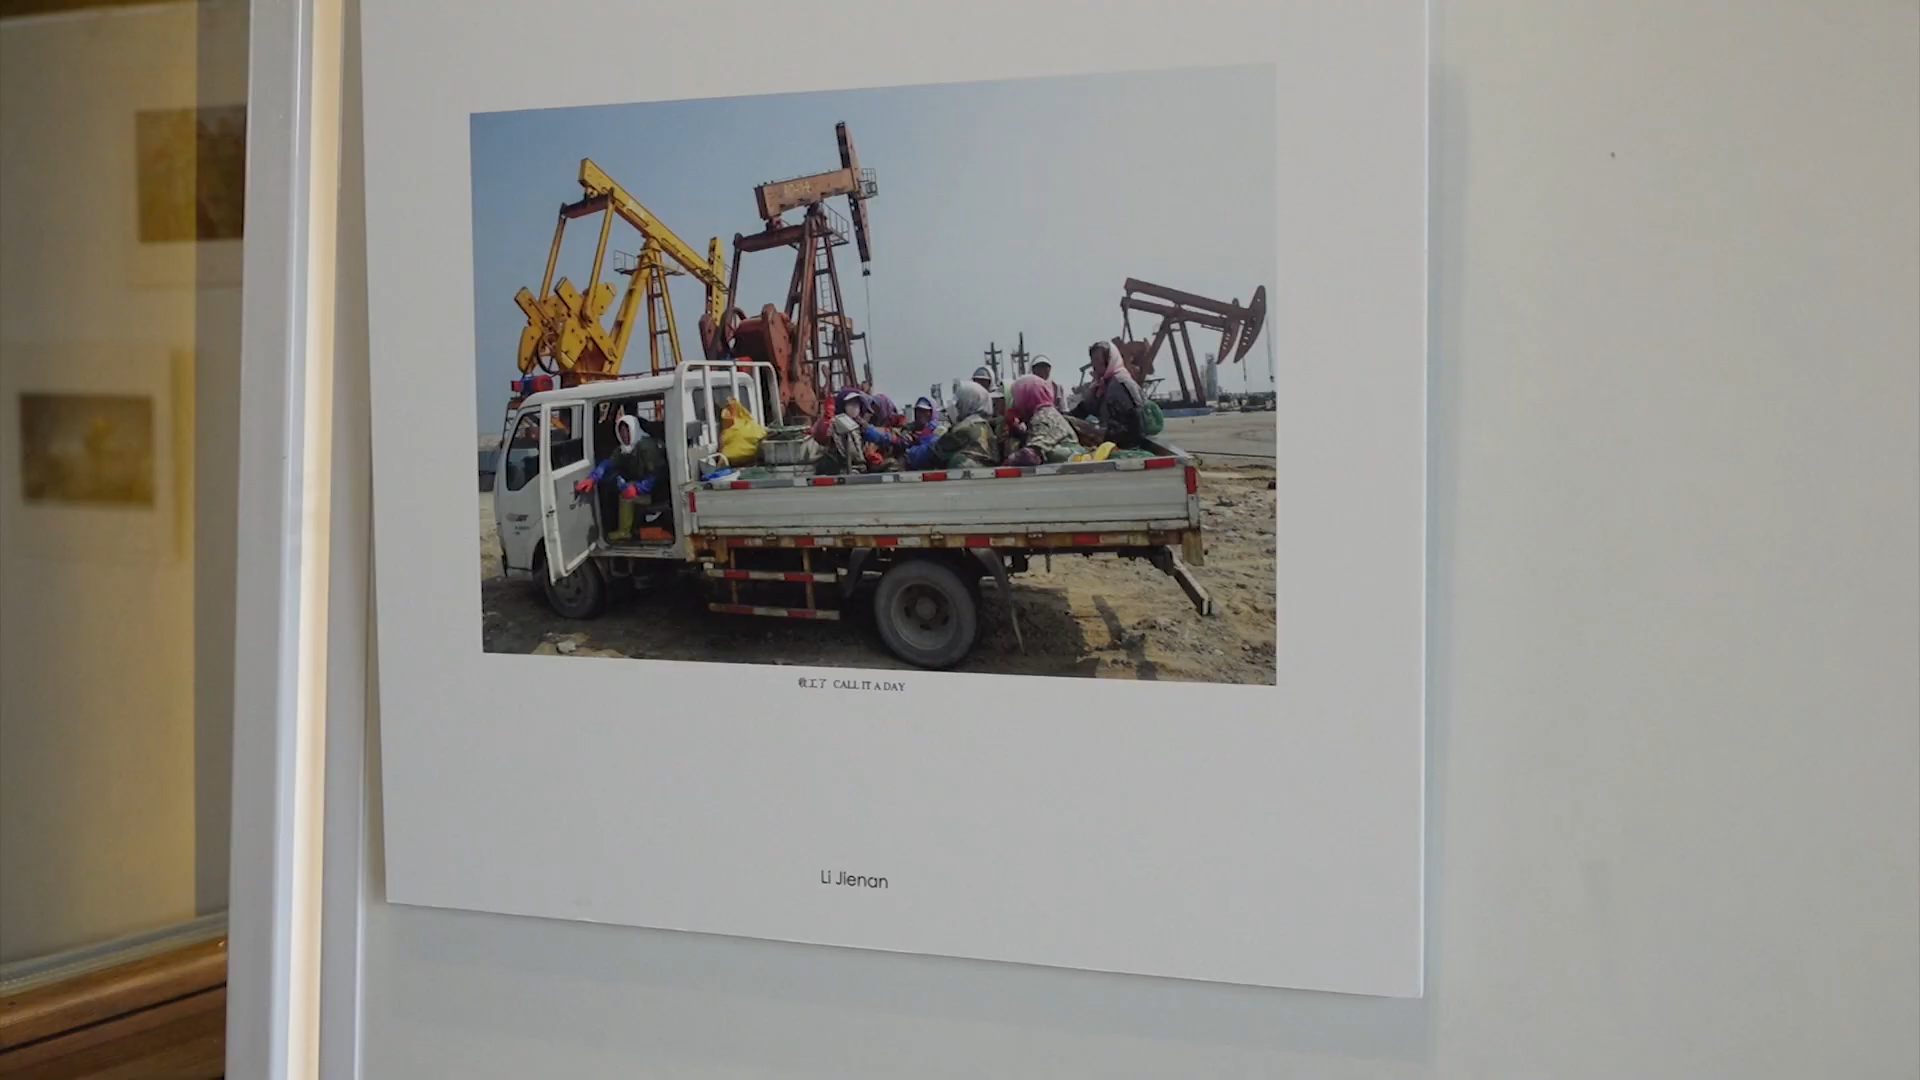 收工了 CALL IT A DAY
Li Jienan